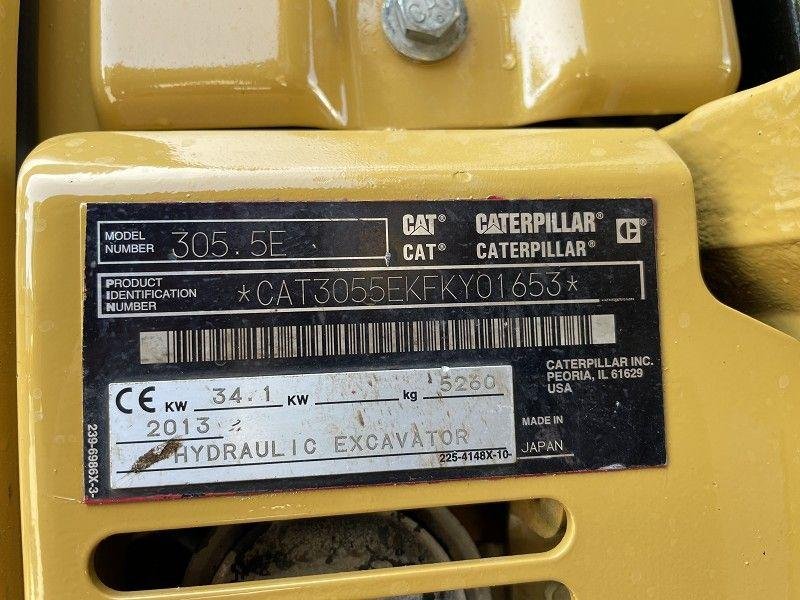 MODEL NUMBER 305.5E
CAT® CATERPILLAR® C
CAT® CATERPILLAR®
PRODUCT IDENTIFICATION NUMBER *CAT3055EKFKY01653*
CATERPILLAR INC.
PEORIA, IL 61629
USA
CE KW 34.1 KW kg 5260
2013
HYDRAULIC EXCAVATOR
225-4148X-10-
MADE IN
JAPAN
239-6986X-3-